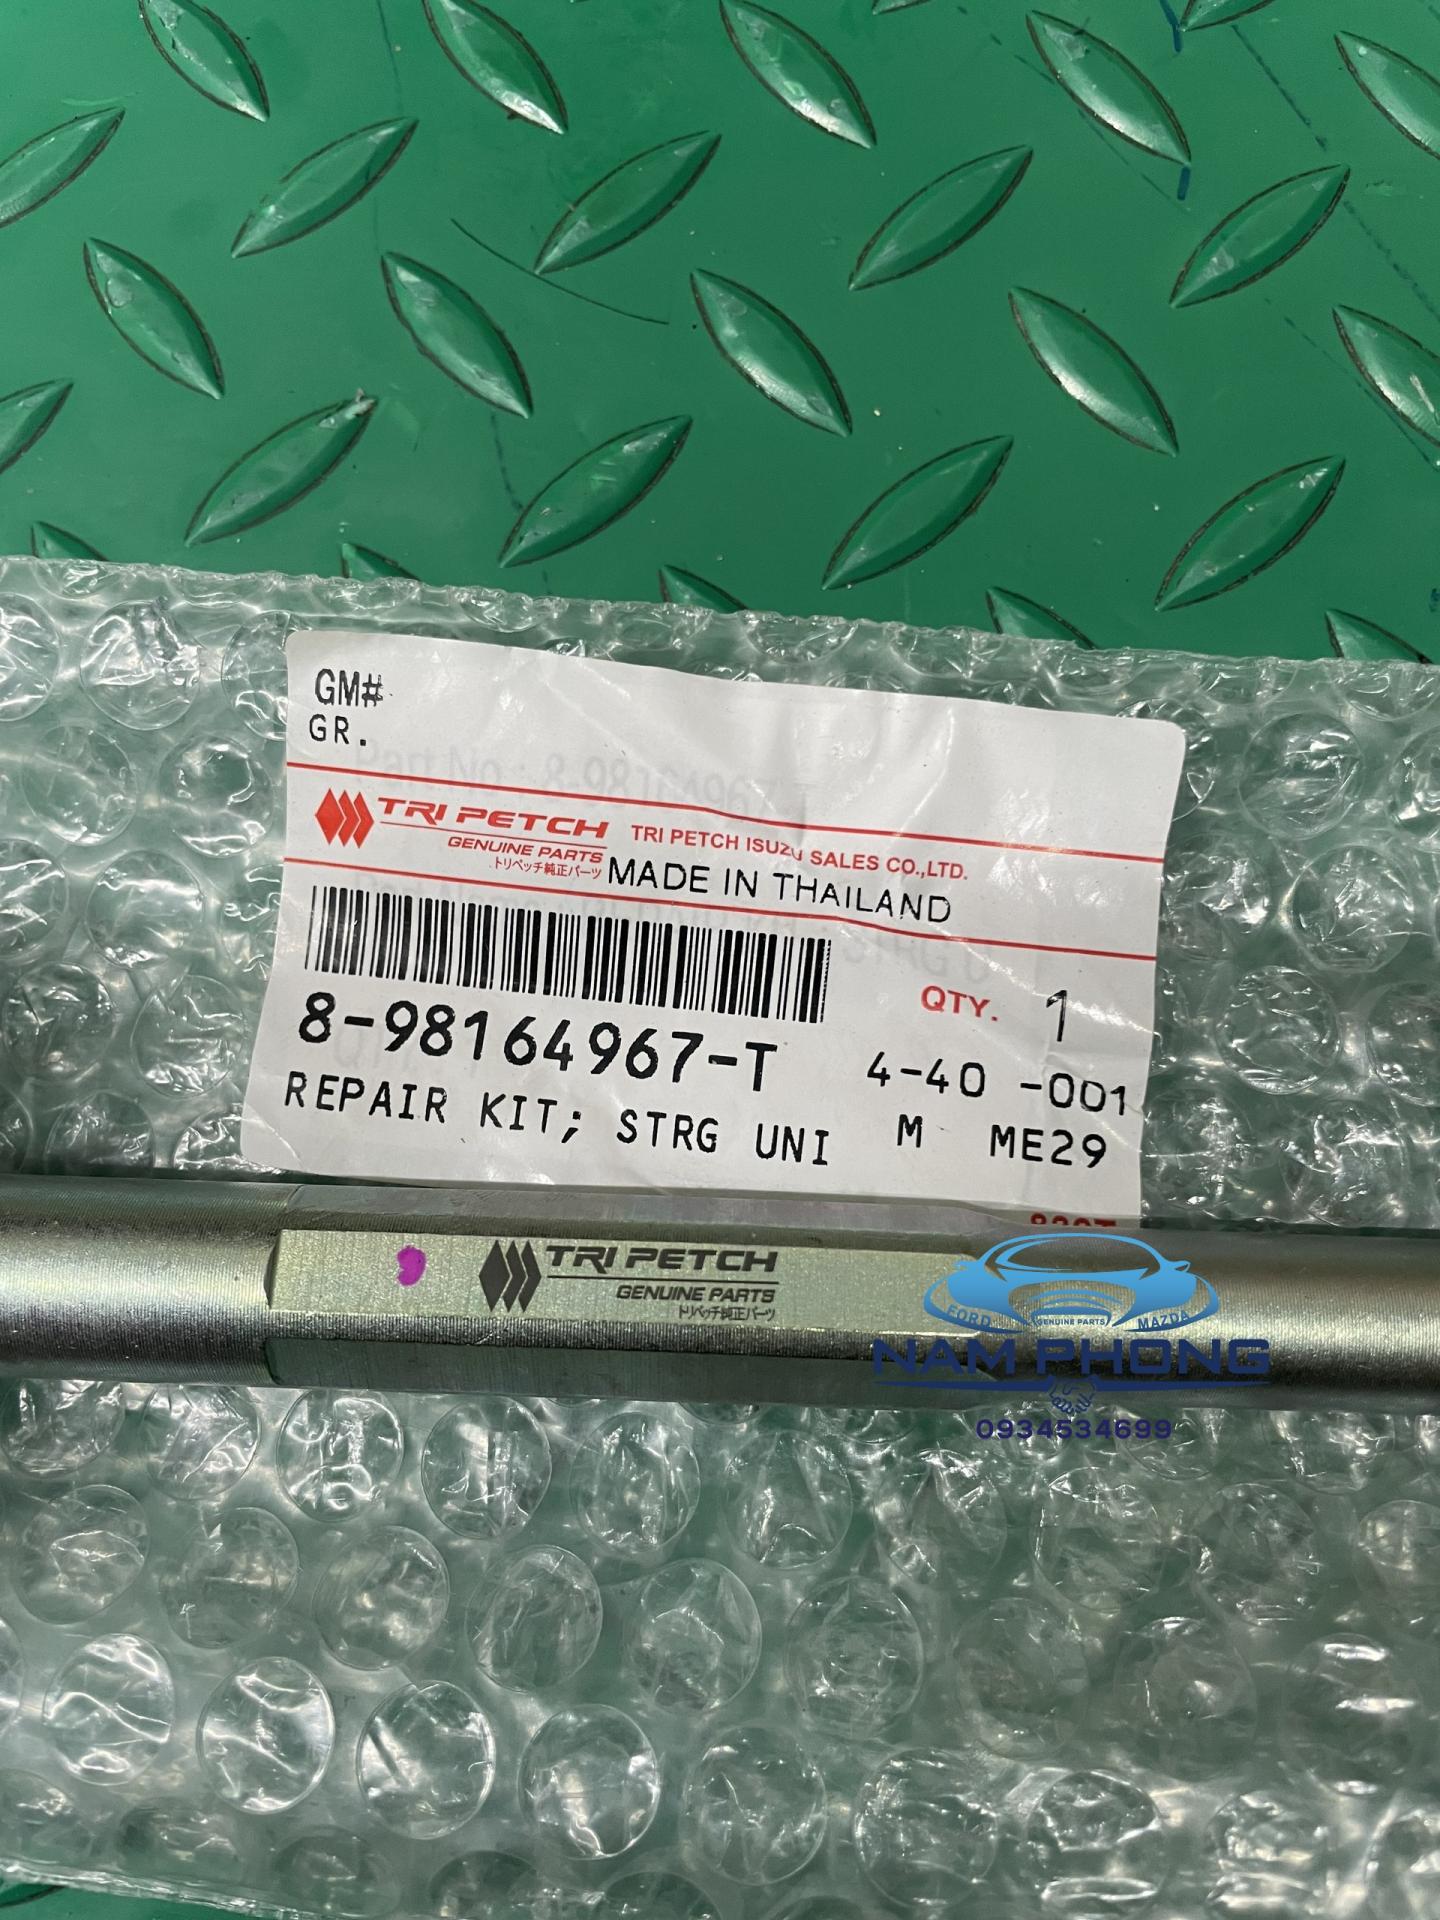 GM#
GR.
TRI PETCH
GENUINE PARTS
トリペッチ純正パーツ
TRI PETCH ISUZU SALES CO.,LTD.
MADE IN THAILAND
QTY. 1
8-98164967-T
4-40 -001
REPAIR KIT; STRG UNI
M ME29
TRI PETCH
GENUINE PARTS
トリペッチ純正パーツ
FORD
GENUINE PARTS
MAZDA
NAM PHONG
0934534699